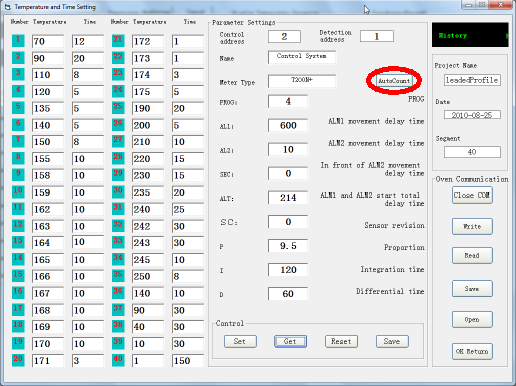 Temperature and Time Setting
Number Temperature Time Number Temperature Time
1 70 12 21 172 1
2 90 20 22 173 1
3 110 8 23 174 3
4 120 5 24 175 5
5 135 5 25 190 20
6 140 5 26 200 5
7 150 8 27 210 10
8 155 10 28 220 15
9 158 10 29 230 15
10 159 10 30 235 20
11 162 10 31 240 25
12 163 10 32 242 30
13 164 10 33 243 30
14 165 10 34 245 10
15 166 10 35 250 8
16 167 10 36 140 10
17 168 10 37 90 30
18 169 10 38 40 30
19 170 10 39 10 30
20 171 3 40 1 150
Parameter Settings
Control address 2 Detection address 1
Name Control System
Meter Type T200N+ AutoCount
PROG: 4 PROG
AL1: 600 ALM1 movement delay time
AL2: 10 ALM2 movement delay time
SEC: 0 In front of ALM2 movement delay time
ALT: 214 ALM1 and ALM2 start total delay time
SC: 0 Sensor revision
P 9.5 Proportion
I 120 Integration time
D 60 Differential time
Control
Set Get Reset Save
History
Project Name
leadedProfile
Date
2010-08-25
Segment
40
Oven Communication
Close COM
Write
Read
Save
Open
OK Return